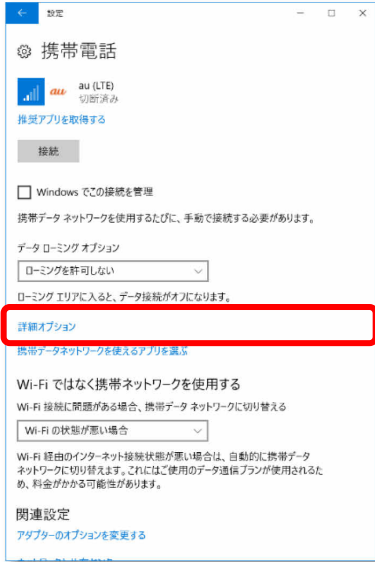 設定
携帯電話
au
au (LTE)
切断済み
推奨アプリを取得する
接続
Windows でこの接続を管理
携帯データ ネットワークを使用するたびに、手動で接続する必要があります。
データ ローミング オプション
ローミングを許可しない
ローミング エリアに入ると、データ接続がオフになります。
詳細オプション
携帯データネットワークを使えるアプリを選ぶ
Wi-Fi ではなく携帯ネットワークを使用する
Wi-Fi 接続に問題がある場合、携帯データ ネットワークに切り替える
Wi-Fi の状態が悪い場合
Wi-Fi 経由のインターネット接続状態が悪い場合は、自動的に携帯データ
ネットワークに切り替えます。これにはご使用のデータ通信プランが使用されるた
め、料金がかかる可能性があります。
関連設定
アダプターのオプションを変更する